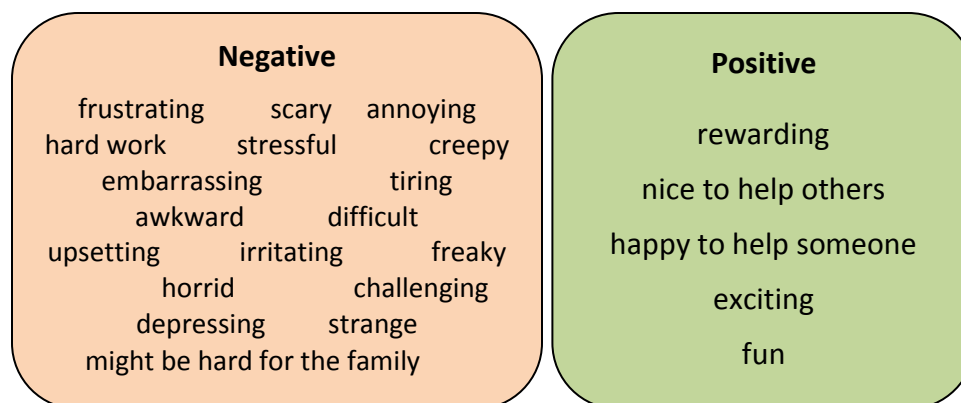 Negative
frustrating scary annoying
hard work stressful creepy
embarrassing tiring
awkward difficult
upsetting irritating freaky
horrid challenging
depressing strange
might be hard for the family
Positive
rewarding
nice to help others
happy to help someone
exciting
fun